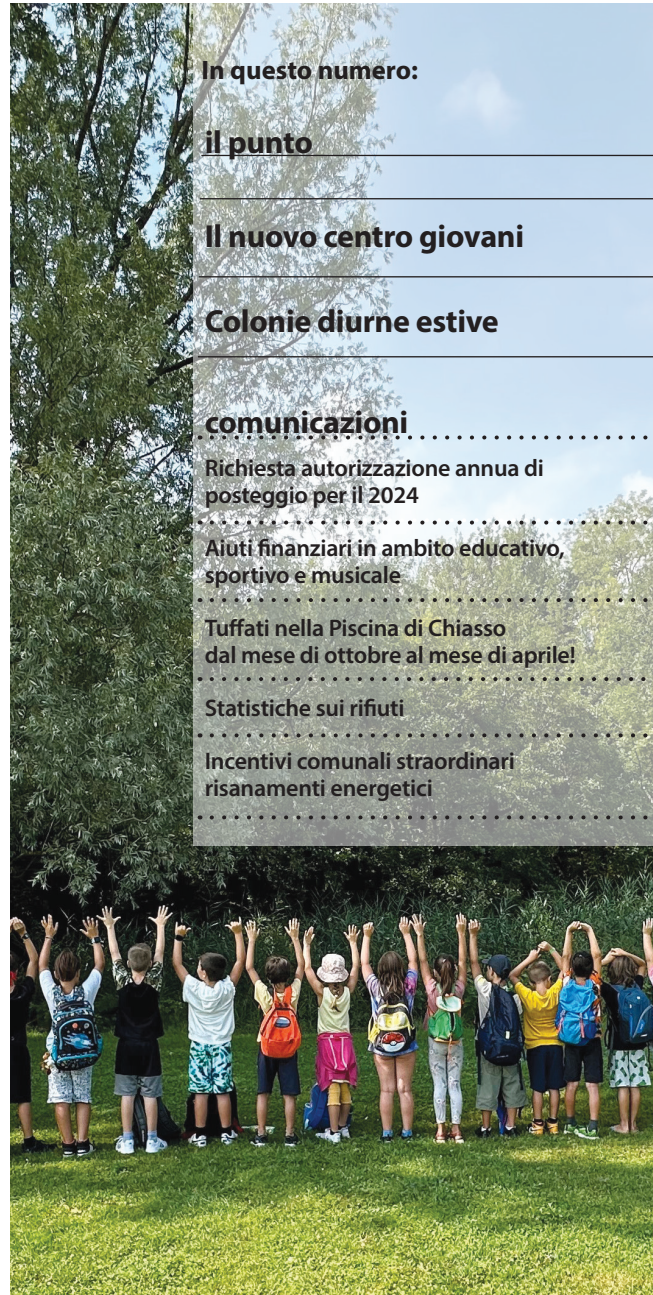 In questo numero:
il punto
Il nuovo centro giovani
Colonie diurne estive
comunicazioni
Richiesta autorizzazione annua di
posteggio per il 2024
Aiuti finanziari in ambito educativo,
sportivo e musicale
Tuffati nella Piscina di Chiasso
dal mese di ottobre al mese di aprile!
Statistiche sui rifiuti
Incentivi comunali straordinari
risanamenti energetici